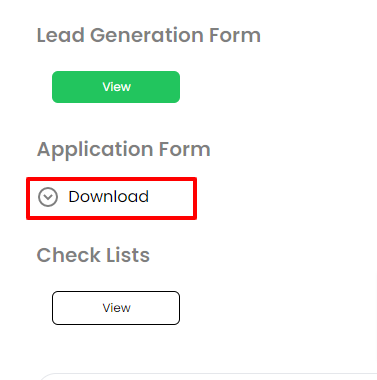 Lead Generation Form
View
Application Form
Download
Check Lists
View